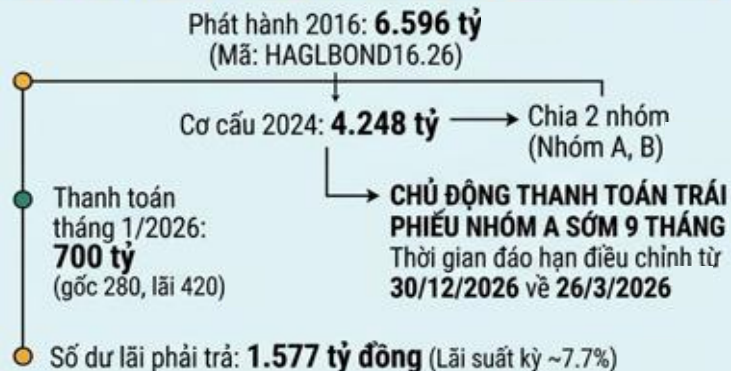 Phát hành 2016: 6.596 tỷ
(Mã: HAGLBOND16.26)
Cơ cấu 2024: 4.248 tỷ
Chia 2 nhóm
(Nhóm A, B)
Thanh toán
tháng 1/2026:
700 tỷ
(gốc 280, lãi 420)
CHỦ ĐỘNG THANH TOÁN TRÁI
PHIẾU NHÓM A SỚM 9 THÁNG
Thời gian đáo hạn điều chỉnh từ
30/12/2026 về 26/3/2026
Số dư lãi phải trả: 1.577 tỷ đồng (Lãi suất kỳ ~7.7%)